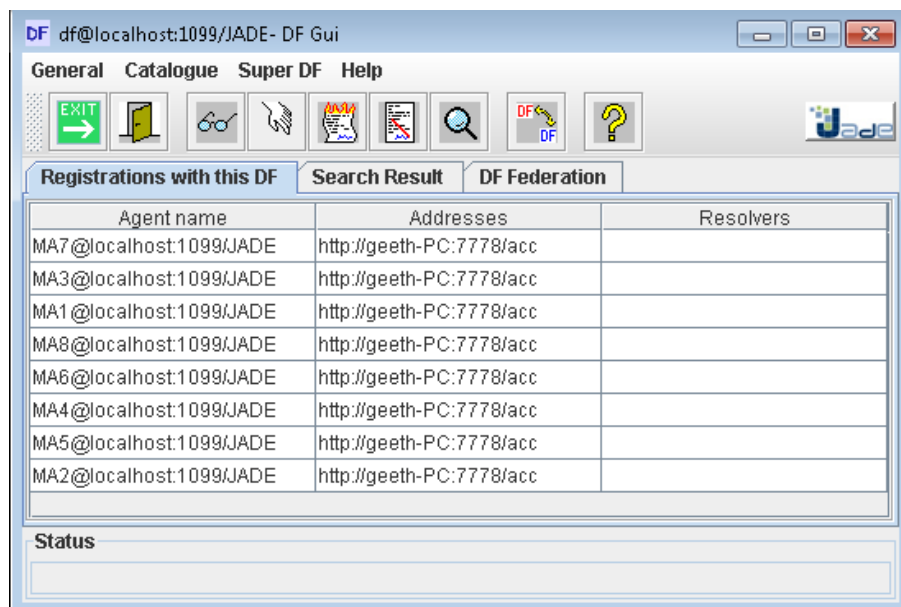 DF df@localhost:1099/JADE- DF Gui
General Catalogue Super DF Help
EXIT DF DF ? Jade
Registrations with this DF Search Result DF Federation
Agent name Addresses Resolvers
MA7@localhost:1099/JADE http://geeth-PC:7778/acc
MA3@localhost:1099/JADE http://geeth-PC:7778/acc
MA1@localhost:1099/JADE http://geeth-PC:7778/acc
MA8@localhost:1099/JADE http://geeth-PC:7778/acc
MA6@localhost:1099/JADE http://geeth-PC:7778/acc
MA4@localhost:1099/JADE http://geeth-PC:7778/acc
MA5@localhost:1099/JADE http://geeth-PC:7778/acc
MA2@localhost:1099/JADE http://geeth-PC:7778/acc
Status